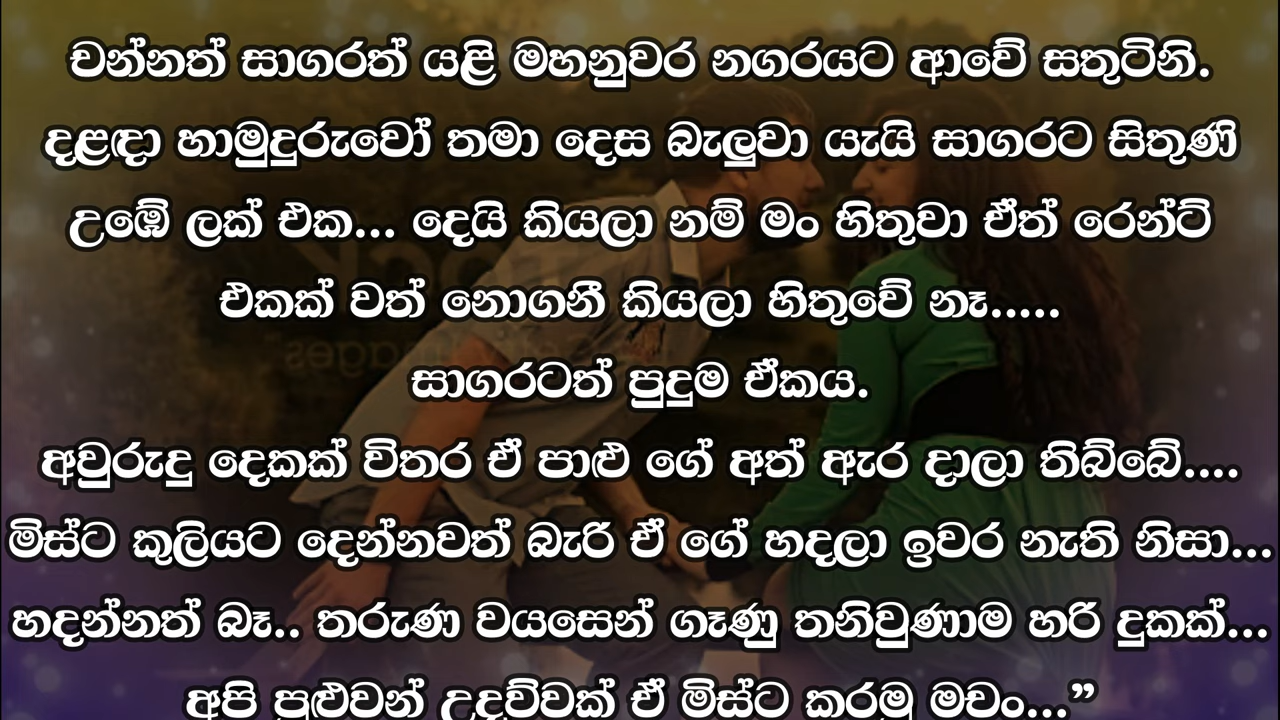 චන්නත් සාගරත් යළි මහනුවර නගරයට ආවේ සතුටිනි.
දළඳා හාමුදුරුවෝ තමා දෙස බැලුවා යැයි සාගරට සිතුණි
උඹේ ලක් එක... දෙයි කියලා නම් මං හිතුවා ඒත් රෙන්ට්
එකක් වත් නොගනී කියලා හිතුවේ නෑ.....
සාගරටත් පුදුම ඒකය.
අවුරුදු දෙකක් විතර ඒ පාළු ගේ අත් ඇර දාලා තිබ්බේ....
මිස්ට කුලියට දෙන්නවත් බැරි ඒ ගේ හදලා ඉවර නැති නිසා...
හදන්නත් බෑ.. තරුණ වයසෙන් ගෑණු තනිවුණාම හරි දුකක්...
අපි පුළුවන් උදව්වක් ඒ මිස්ට කරමු මචං...”